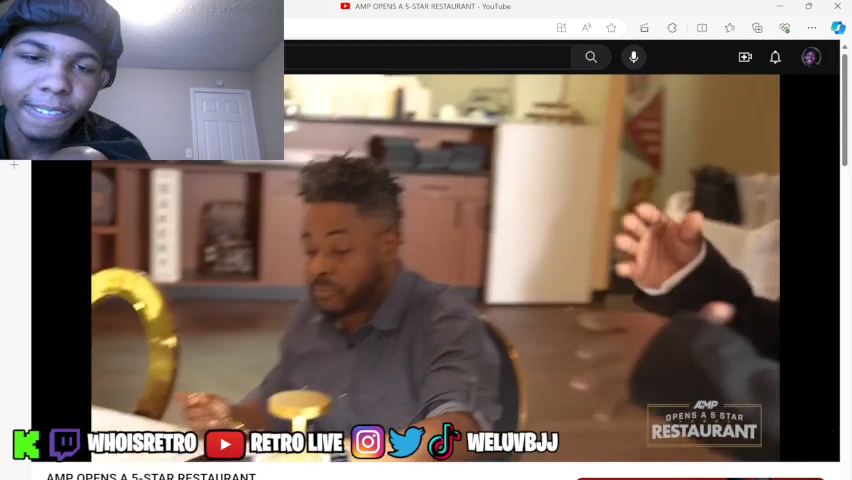 AMP OPENS A 5-STAR RESTAURANT - YouTube
AMP
OPENS A 5 STAR
RESTAURANT
WHOISRETRO
RETRO LIVE
WELUVBJJ
AMP OPENS A 5-STAR RESTAURANT